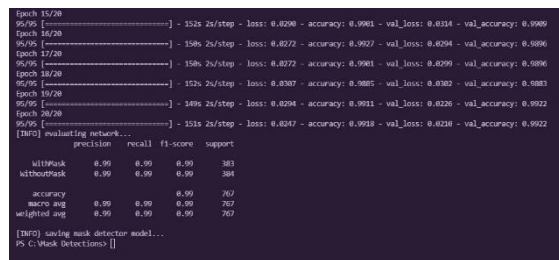 Epoch 15/20
95/95 [==============================] - 152s 2s/step - loss: 0.0290 - accuracy: 0.9901 - val_loss: 0.0314 - val_accuracy: 0.9909
Epoch 16/20
95/95 [==============================] - 150s 2s/step - loss: 0.0272 - accuracy: 0.9927 - val_loss: 0.0294 - val_accuracy: 0.9896
Epoch 17/20
95/95 [==============================] - 150s 2s/step - loss: 0.0272 - accuracy: 0.9901 - val_loss: 0.0299 - val_accuracy: 0.9896
Epoch 18/20
95/95 [==============================] - 152s 2s/step - loss: 0.0307 - accuracy: 0.9885 - val_loss: 0.0302 - val_accuracy: 0.9883
Epoch 19/20
95/95 [==============================] - 149s 2s/step - loss: 0.0294 - accuracy: 0.9911 - val_loss: 0.0226 - val_accuracy: 0.9922
Epoch 20/20
95/95 [==============================] - 151s 2s/step - loss: 0.0247 - accuracy: 0.9918 - val_loss: 0.0210 - val_accuracy: 0.9922
[INFO] evaluating network...
precision recall f1-score support
WithMask 0.99 0.99 0.99 383
WithoutMask 0.99 0.99 0.99 384
accuracy 0.99 767
macro avg 0.99 0.99 0.99 767
weighted avg 0.99 0.99 0.99 767
[INFO] saving mask detector model...
PS C:\Mask Detections> []